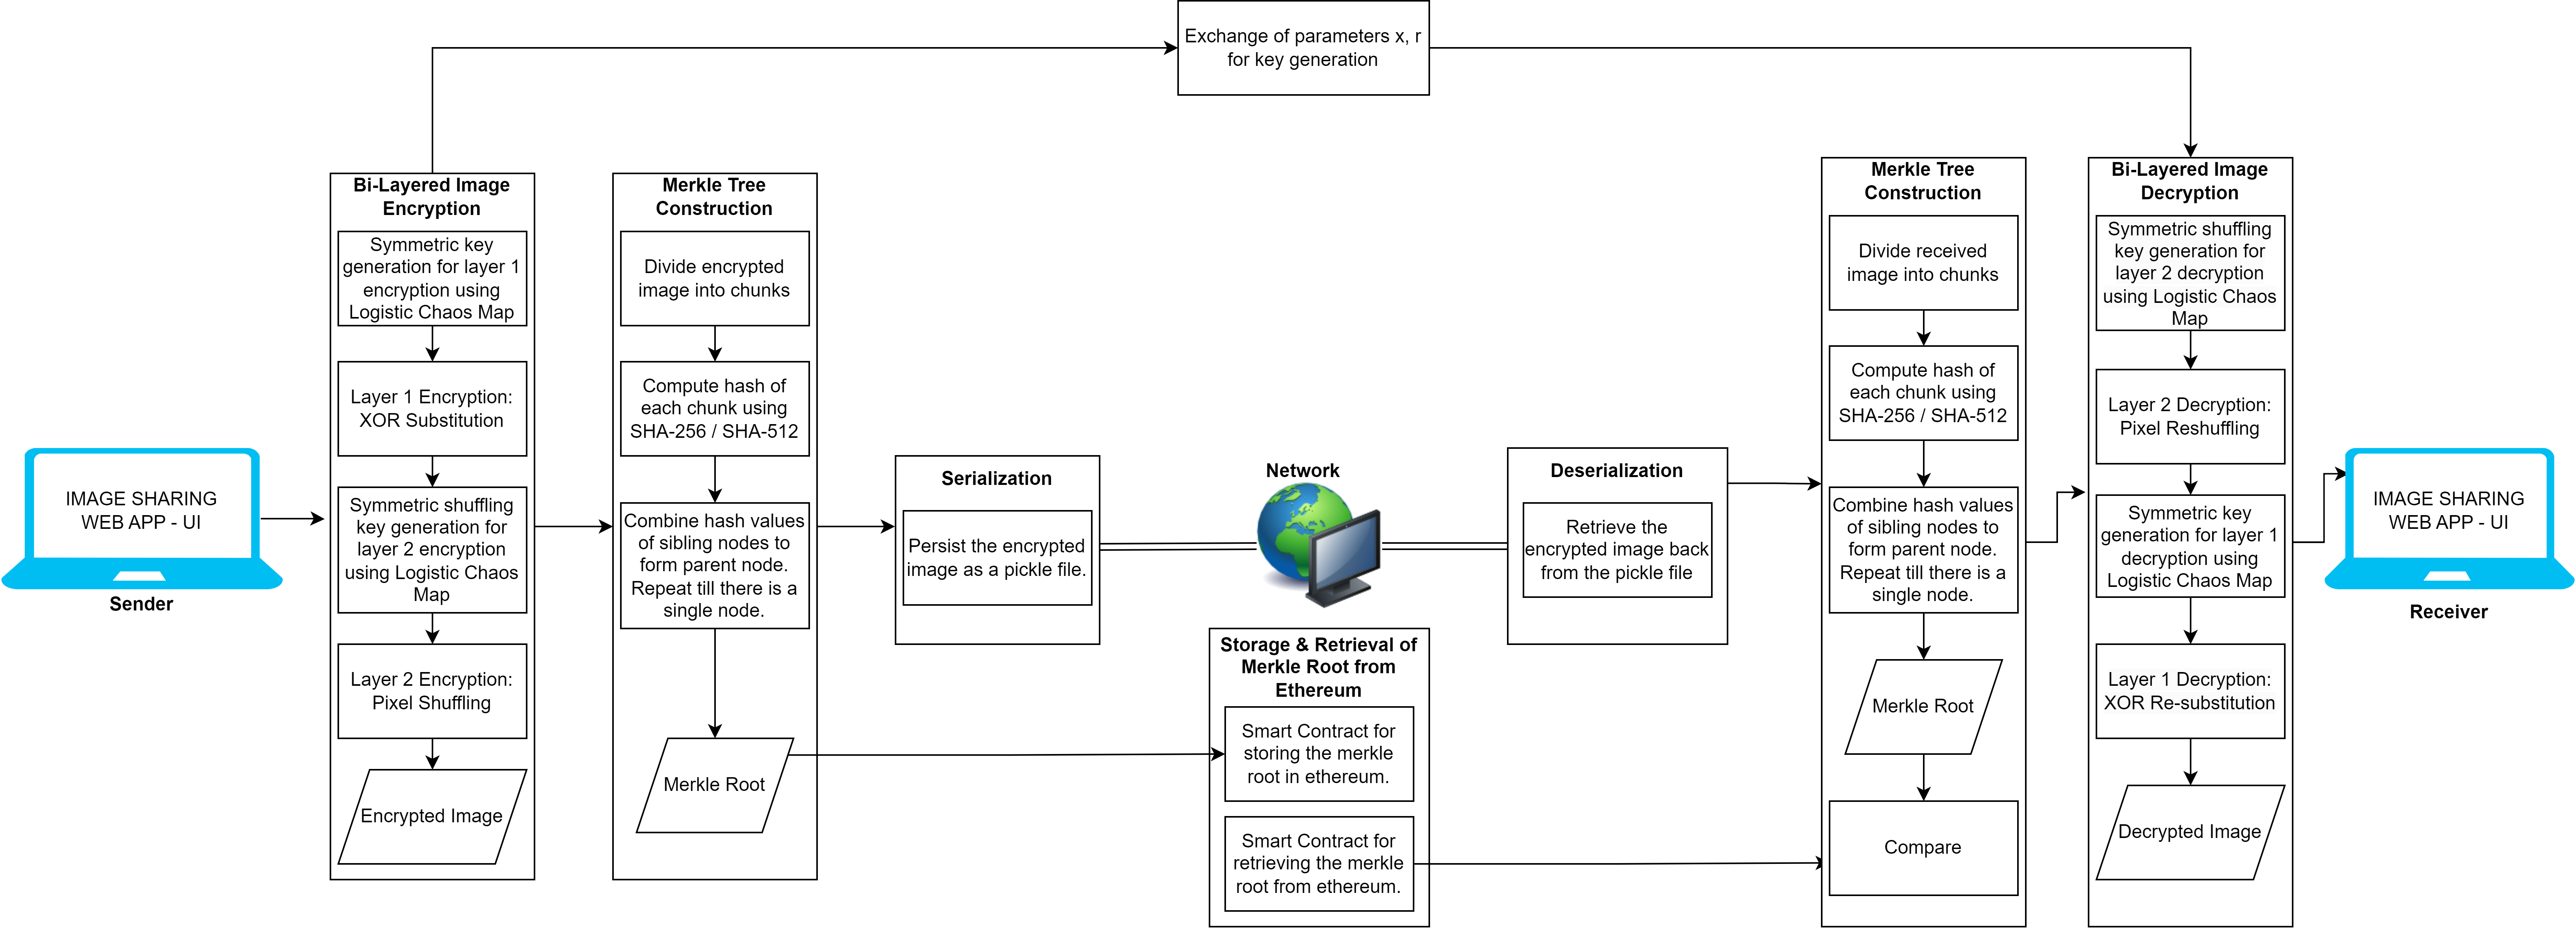 Exchange of parameters x, r
for key generation
IMAGE SHARING
WEB APP - UI
Sender
Bi-Layered Image
Encryption
Symmetric key
generation for layer 1
encryption using
Logistic Chaos Map
Layer 1 Encryption:
XOR Substitution
Symmetric shuffling
key generation for
layer 2 encryption
using Logistic Chaos
Map
Layer 2 Encryption:
Pixel Shuffling
Encrypted Image
Merkle Tree
Construction
Divide encrypted
image into chunks
Compute hash of
each chunk using
SHA-256 / SHA-512
Combine hash values
of sibling nodes to
form parent node.
Repeat till there is a
single node.
Merkle Root
Serialization
Persist the encrypted
image as a pickle file.
Network
Storage & Retrieval of
Merkle Root from
Ethereum
Smart Contract for
storing the merkle
root in ethereum.
Smart Contract for
retrieving the merkle
root from ethereum.
Deserialization
Retrieve the
encrypted image back
from the pickle file
Merkle Tree
Construction
Divide received
image into chunks
Compute hash of
each chunk using
SHA-256 / SHA-512
Combine hash values
of sibling nodes to
form parent node.
Repeat till there is a
single node.
Merkle Root
Compare
Bi-Layered Image
Decryption
Symmetric shuffling
key generation for
layer 2 decryption
using Logistic Chaos
Map
Layer 2 Decryption:
Pixel Reshuffling
Symmetric key
generation for layer 1
decryption using
Logistic Chaos Map
Layer 1 Decryption:
XOR Re-substitution
Decrypted Image
IMAGE SHARING
WEB APP - UI
Receiver